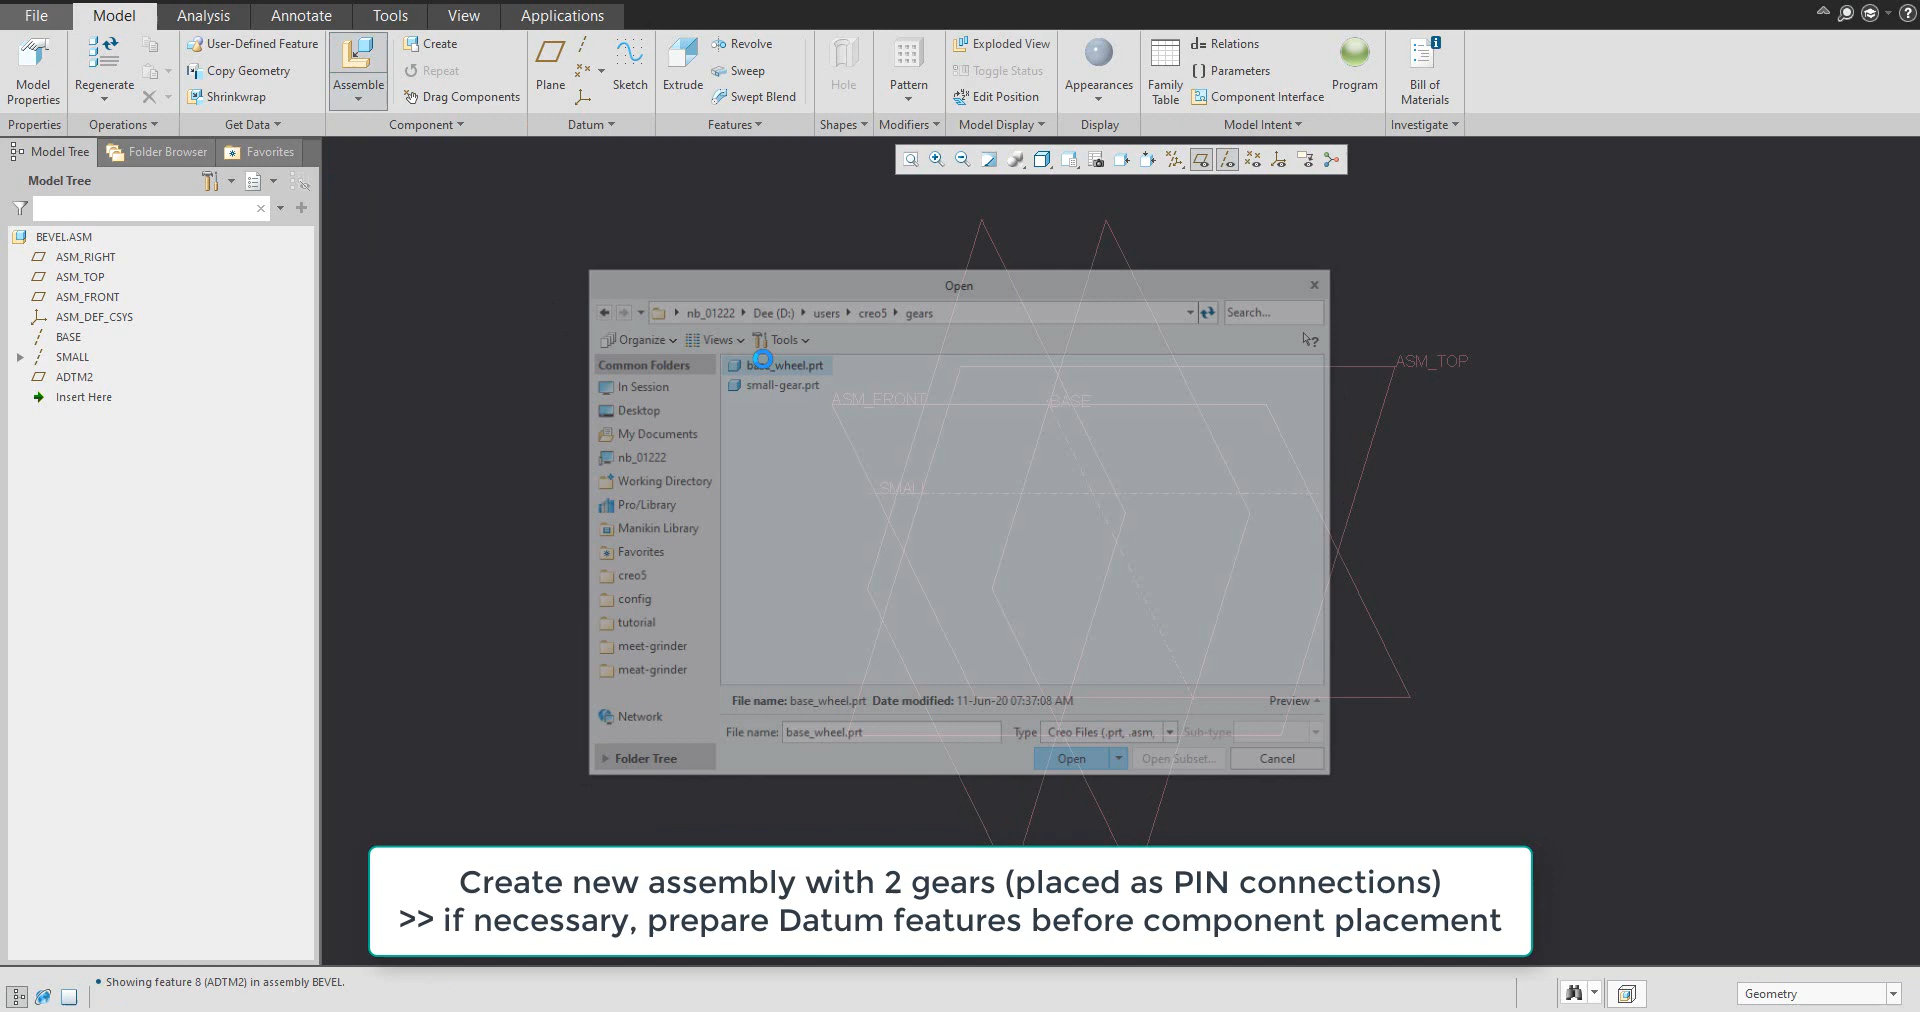 File Model Analysis Annotate Tools View Applications
Model Properties
Regenerate
User-Defined Feature
Copy Geometry
Shrinkwrap
Assemble
Create
Repeat
Drag Components
Plane
Sketch
Extrude
Revolve
Sweep
Swept Blend
Hole
Pattern
Exploded View
Toggle Status
Edit Position
Appearances
Family Table
d= Relations
Parameters
Component Interface
Program
Bill of Materials
Properties Operations Get Data Component Datum Features Shapes Modifiers Model Display Display Model Intent Investigate
Model Tree Folder Browser Favorites
Model Tree
BEVEL.ASM
ASM_RIGHT
ASM_TOP
ASM_FRONT
ASM_DEF_CSYS
BASE
SMALL
ADTM2
Insert Here
Open
nb_01222 Dee (D:) users creo5 gears
Search...
Organize Views Tools
Common Folders
In Session
Desktop
My Documents
nb_01222
Working Directory
Pro/Library
Manikin Library
Favorites
creo5
config
tutorial
meet-grinder
meat-grinder
Network
Folder Tree
base_wheel.prt
small-gear.prt
ASM_FRONT
BASE
SMALL
ASM_TOP
File name: base_wheel.prt Date modified: 11-Jun-20 07:37:08 AM
Preview
File name: base_wheel.prt Type Creo Files (.prt, .asm, Sub-type
Open Open Subset... Cancel
Create new assembly with 2 gears (placed as PIN connections)
>> if necessary, prepare Datum features before component placement
• Showing feature 8 (ADTM2) in assembly BEVEL.
Geometry